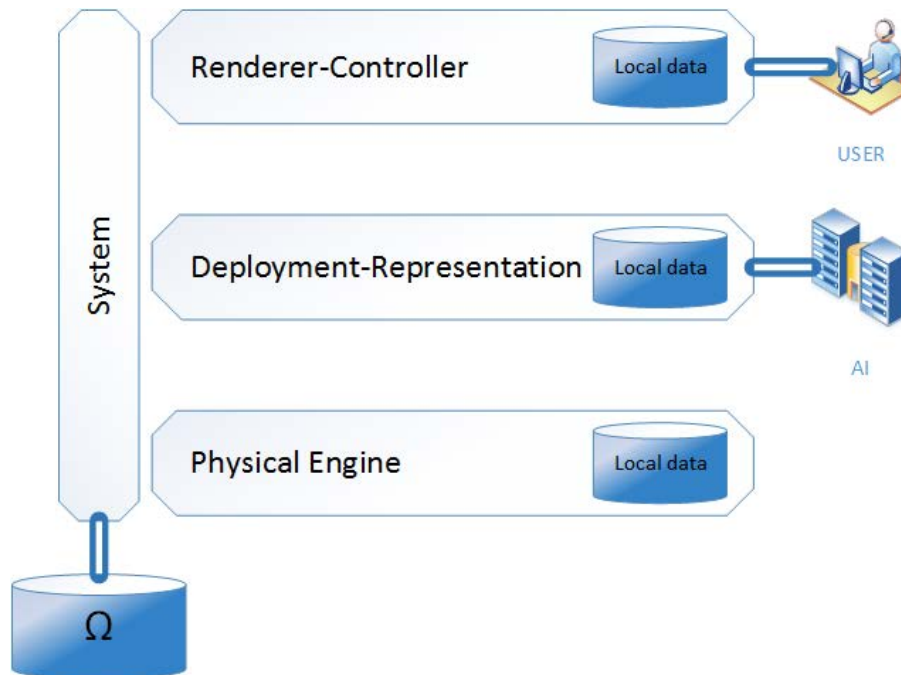 Renderer-Controller
Local data
USER
System
Deployment-Representation
Local data
AI
Physical Engine
Local data
Ω